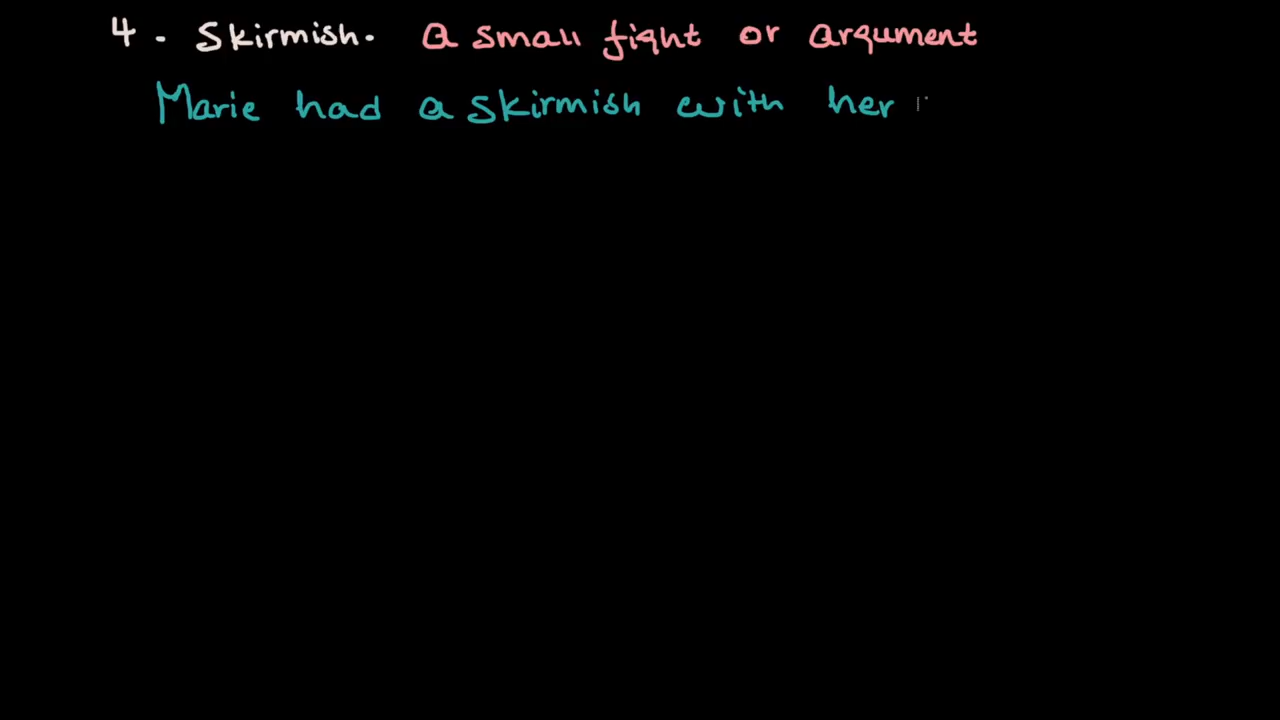 4. Skirmish. a small fight or argument
Marie had a skirmish with her